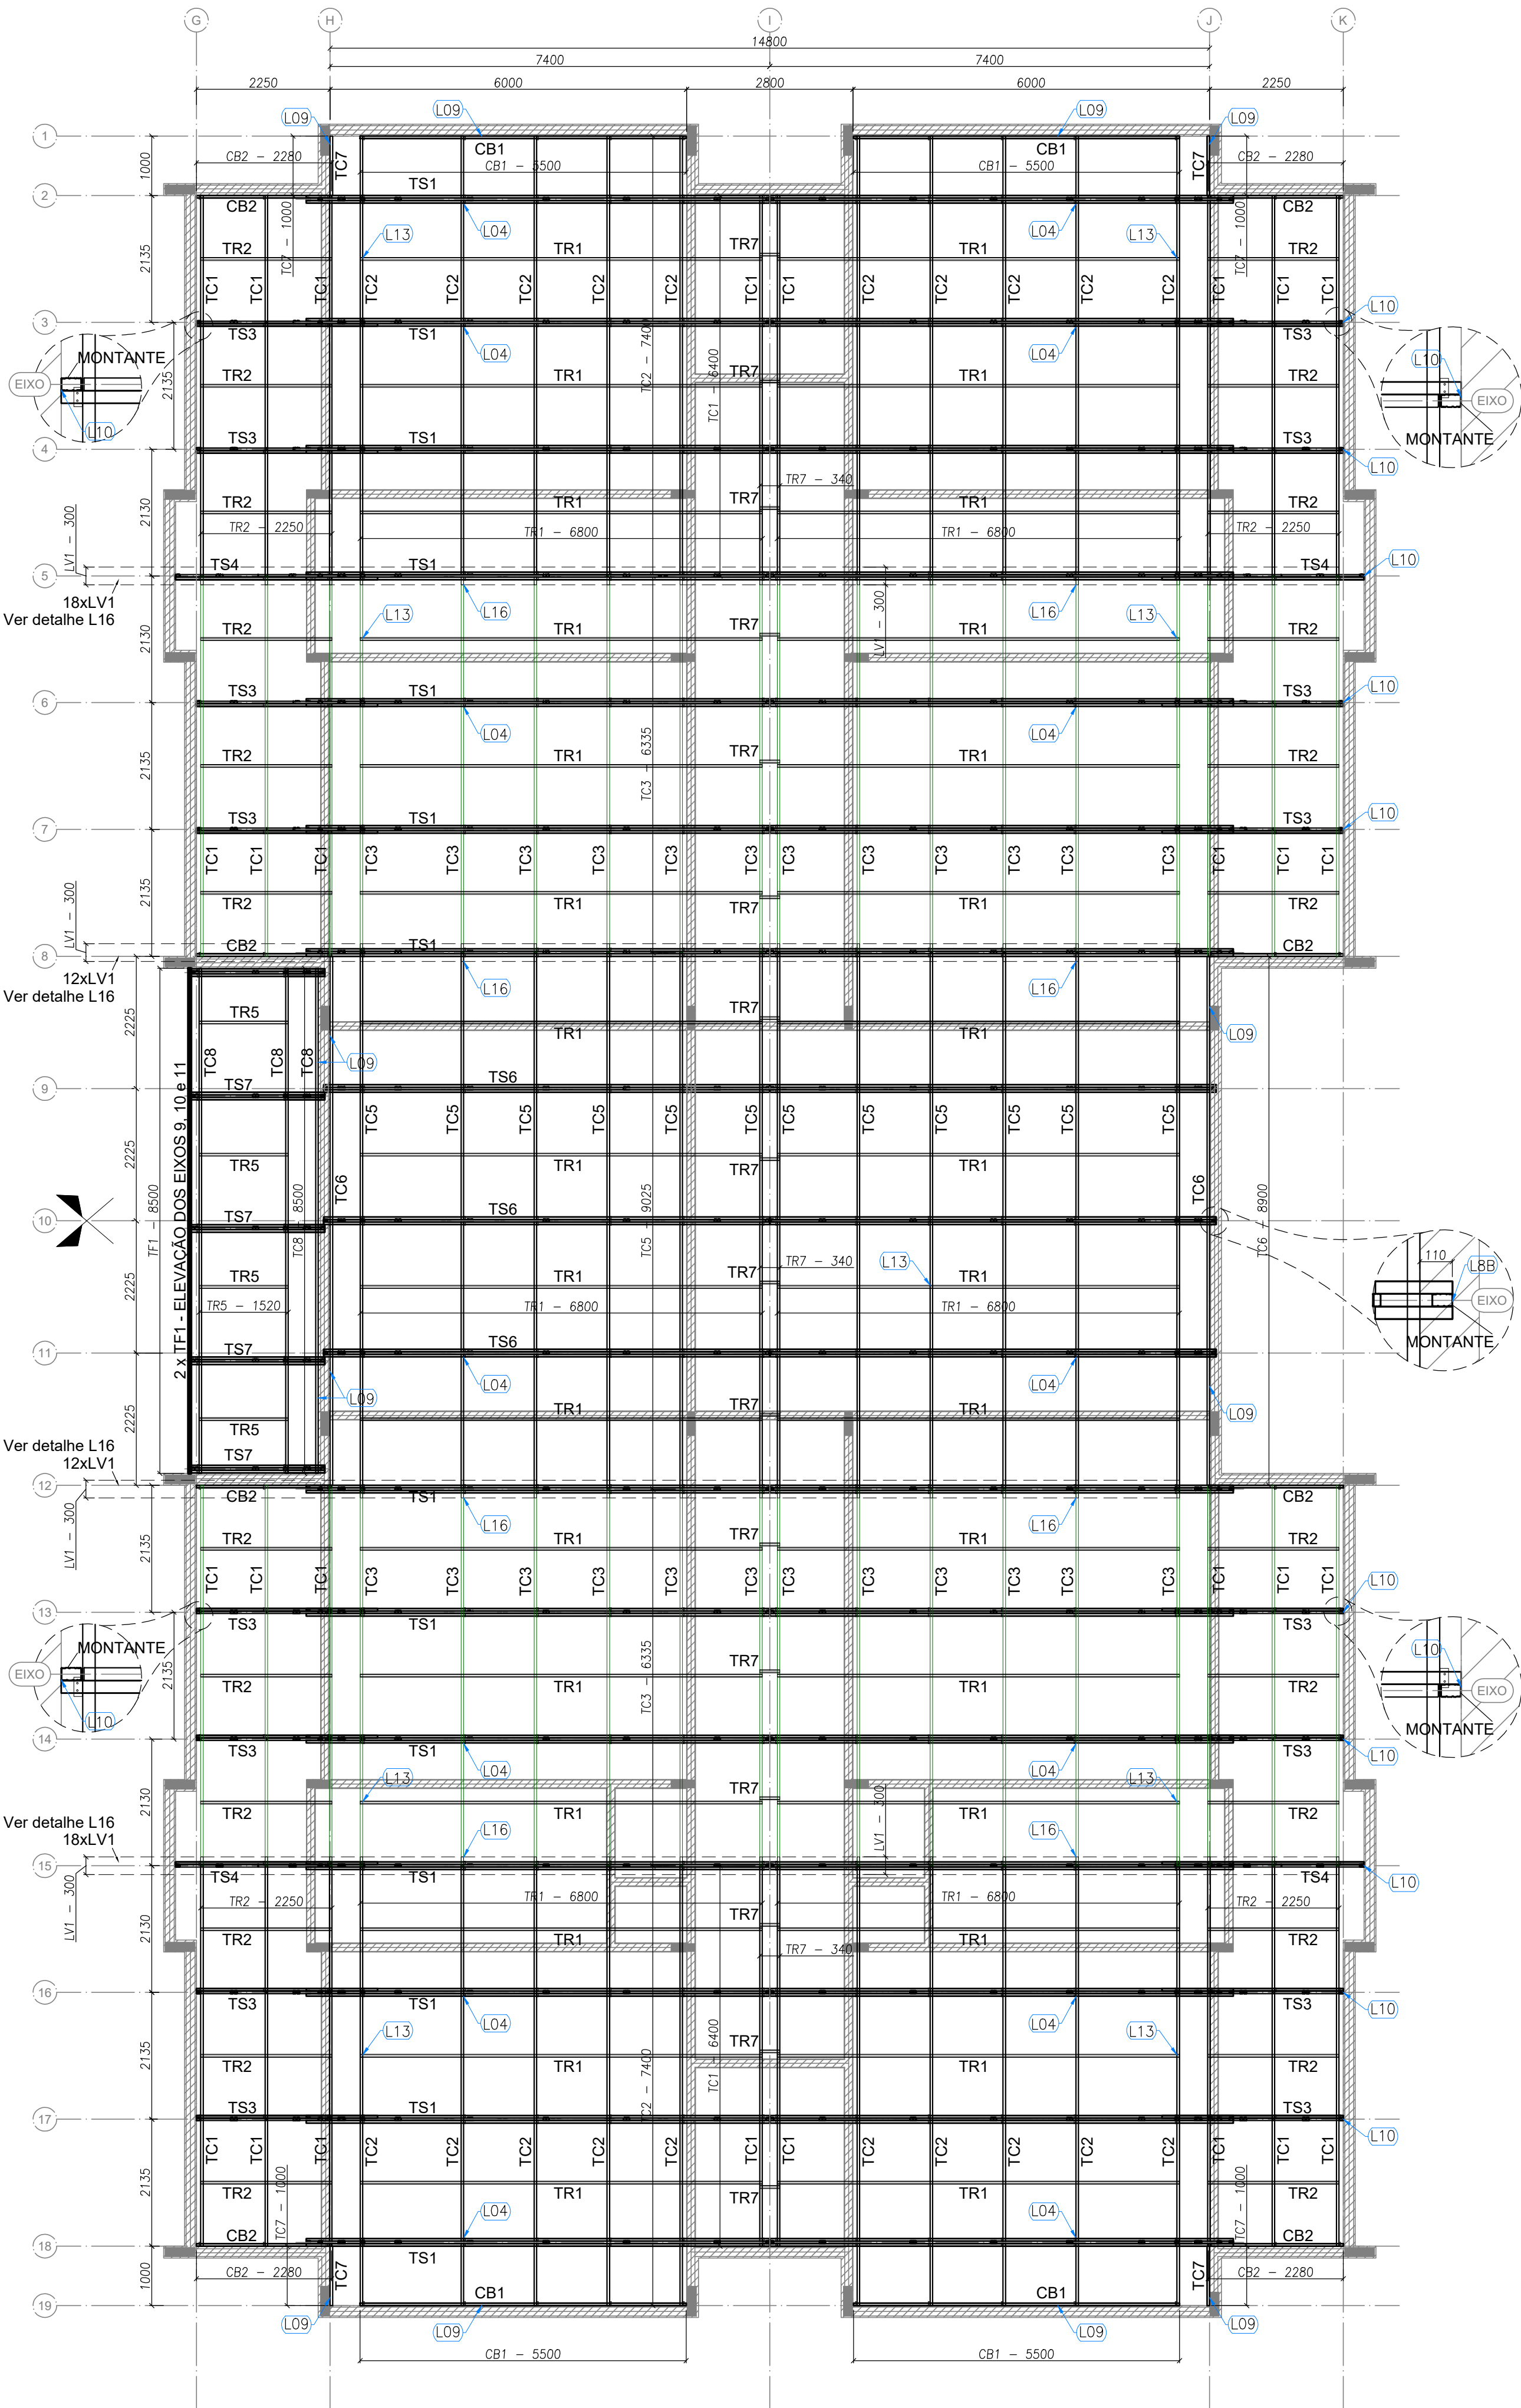 G H I J K
14800
7400 7400
2250 6000 2800 6000 2250
L09 L09 L09 L09
1
CB2 - 2280 TC7 CB1 CB1 TC7 CB2 - 2280
CB1 - 5500 CB1 - 5500
1000 TS1
2
CB2 L04 L04 CB2
TC7 - 1000 L13 L13 TC7 - 1000
2135 TR2 TR1 TR7 TR1 TR2
TC1 TC1 TC1 TC2 TC2 TC2 TC2 TC2 TC1 TC1 TC2 TC2 TC2 TC2 TC2 TC1 TC1 TC1
L10
3
TS3 TS1 TS3
MONTANTE L04 L04 L10
EIXO 2135 TR2 TR1 TR7 TR1 TR2 EIXO
TC2 - 7400 TC1 - 6400
L10 MONTANTE
TS3 TS1 TS3
4
L10
TR7 - 340
2130 TR2 TR1 TR7 TR1 TR2
LV1 - 300 TR2 - 2250 TR1 - 6800 TR1 - 6800 TR2 - 2250
TS4 TS1 TS4
5 L10
18xLV1 L16 L16
Ver detalhe L16 L13 LV1 - 300 L13
2130 TR2 TR1 TR7 TR1 TR2
TS3 TS1 TS3 L10
6
L04 L04
TC3 - 6335
2135 TR2 TR1 TR7 TR1 TR2
TS3 TS1 TS3 L10
7
TC1 TC1 TC1 TC3 TC3 TC3 TC3 TC3 TC3 TC3 TC3 TC3 TC3 TC3 TC3 TC1 TC1 TC1
2135 TR2 TR1 TR7 TR1 TR2
LV1 - 300
CB2 TS1 CB2
8
12xLV1 L16 L16
Ver detalhe L16
2225 TR5 TR1 TR7 TR1 L09
TC8 TC8 TC8 L09
TS7 TS6
9
TC5 TC5 TC5 TC5 TC5 TC5 TC5 TC5 TC5 TC5 TC5 TC5
2 x TF1 - ELEVAÇÃO DOS EIXOS 9, 10 e 11
2225 TR5 TR1 TR7 TR1
TC6 TC6
TF1 - 8500 TC8 - 8500 TC5 - 9025 TC6 - 8900
TS7 TS6
10
110 L8B
2225 TR5 TR1 TR7 TR7 - 340 L13 TR1 EIXO
TR5 - 1520 TR1 - 6800 TR1 - 6800
MONTANTE
TS7 TS6
11
L04 L04
L09
2225 TR5 TR1 TR7 TR1 L09
Ver detalhe L16 TS7
12xLV1
12
CB2 TS1 CB2
LV1 - 300 L16 L16
2135 TR2 TR1 TR7 TR1 TR2
TC1 TC1 TC1 TC3 TC3 TC3 TC3 TC3 TC3 TC3 TC3 TC3 TC3 TC3 TC3 TC1 TC1 TC1
L10
13
TS3 TS1 TS3
MONTANTE L10
EIXO 2135 TR2 TR1 TR7 TR1 TR2 EIXO
TC3 - 6335
L10 MONTANTE
14
TS3 TS1 L04 L04 TS3 L10
L13 TR7 L13
2130 TR2 TR1 TR1 TR2
Ver detalhe L16 LV1 - 300
18xLV1 L16 L16
15
TS4 TS1 TS4 L10
LV1 - 300 TR2 - 2250 TR1 - 6800 TR1 - 6800 TR2 - 2250
2130 TR2 TR1 TR7 TR1 TR2
TR7 - 340
16
TS3 TS1 TS3
L04 L04 L10
L13 L13
2135 TR2 TR1 TR7 TR1 TR2
TC2 - 7400 TC1 - 6400
TS3 TS1 TS3
17
L10
TC1 TC1 TC1 TC2 TC2 TC2 TC2 TC2 TC1 TC1 TC2 TC2 TC2 TC2 TC2 TC1 TC1 TC1
2135 TR2 TR1 TR7 TR1 TR2
TC7 - 1000 L04 L04 TC7 - 1000
CB2 CB2
18
TS1
1000 CB2 - 2280 TC7 TC7 CB2 - 2280
CB1 CB1
19
L09 L09 L09 L09
CB1 - 5500 CB1 - 5500